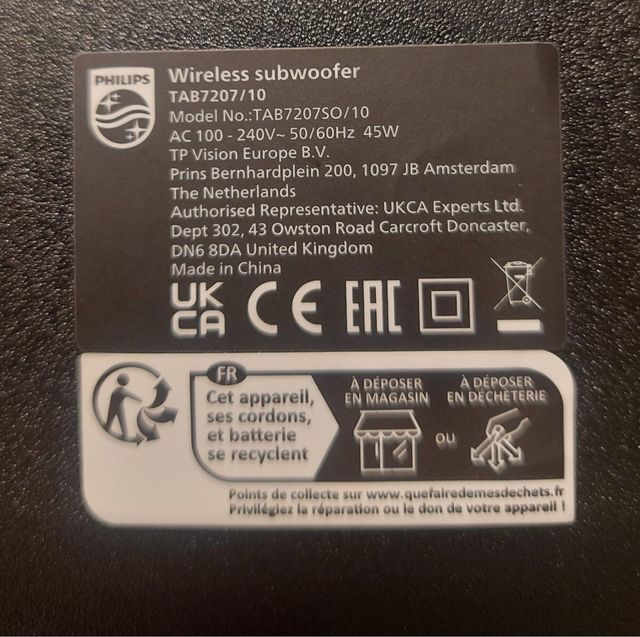 PHILIPS
Wireless subwoofer
TAB7207/10
Model No.:TAB7207SO/10
AC 100 - 240V~ 50/60Hz 45W
TP Vision Europe B.V.
Prins Bernhardplein 200, 1097 JB Amsterdam
The Netherlands
Authorised Representative: UKCA Experts Ltd.
Dept 302, 43 Owston Road Carcroft Doncaster,
DN6 8DA United Kingdom
Made in China
UK
CA
CE
EAC
FR
Cet appareil,
ses cordons,
et batterie
se recyclent
À DÉPOSER
EN MAGASIN
OU
À DÉPOSER
EN DÉCHÈTERIE
Points de collecte sur www.quefairedemesdechets.fr
Privilégiez la réparation ou le don de votre appareil !